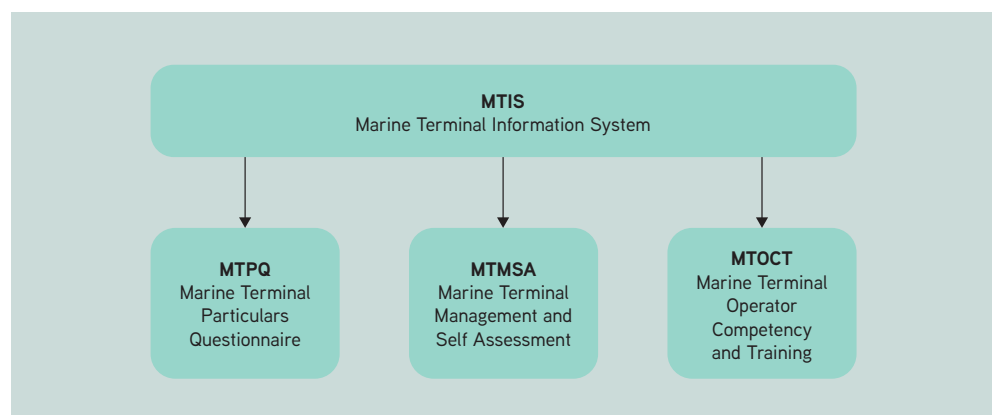 MTIS
Marine Terminal Information System
MTPQ
Marine Terminal
Particulars
Questionnaire
MTMSA
Marine Terminal
Management and
Self Assessment
MTOCT
Marine Terminal
Operator
Competency
and Training